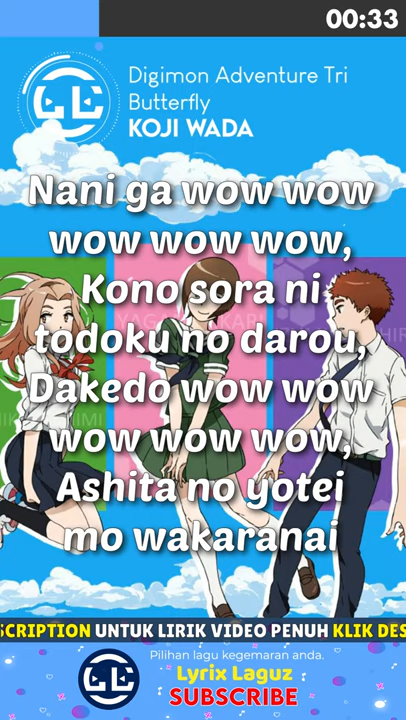 00:33
Digimon Adventure Tri
Butterfly
KOJI WADA
Nani ga wow wow
wow wow wow,
Kono sora ni
todoku no darou,
Dakedo wow wow
wow wow wow,
Ashita no yotei
mo wakaranai
SCRIPTION UNTUK LIRIK VIDEO PENUH KLIK DES
Pilihan lagu kegemaran anda.
Lyrix Laguz
SUBSCRIBE